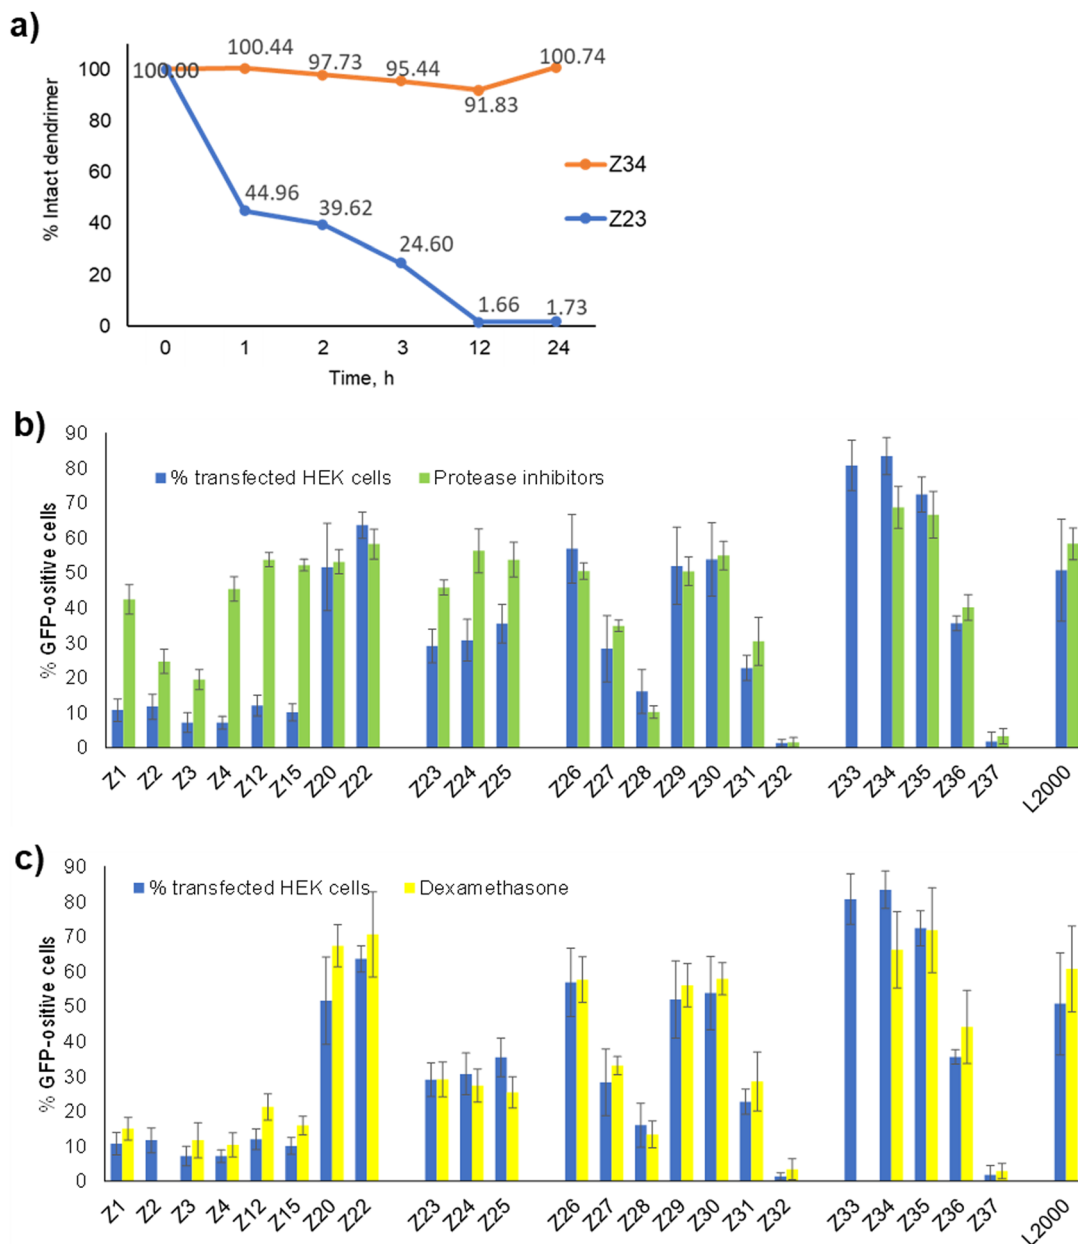 a)
% Intact dendrimer
100
80
60
40
20
0
100.00
100.44
97.73
95.44
91.83
100.74
44.96
39.62
24.60
1.66
1.73
Z34
Z23
0 1 2 3 12 24
Time, h
b)
% GFP-ositive cells
90
80
70
60
50
40
30
20
10
0
% transfected HEK cells
Protease inhibitors
Z1 Z2 Z3 Z4 Z12 Z15 Z20 Z22 Z23 Z24 Z25 Z26 Z27 Z28 Z29 Z30 Z31 Z32 Z33 Z34 Z35 Z36 Z37 L2000
c)
% GFP-ositive cells
90
80
70
60
50
40
30
20
10
0
% transfected HEK cells
Dexamethasone
Z1 Z2 Z3 Z4 Z12 Z15 Z20 Z22 Z23 Z24 Z25 Z26 Z27 Z28 Z29 Z30 Z31 Z32 Z33 Z34 Z35 Z36 Z37 L2000